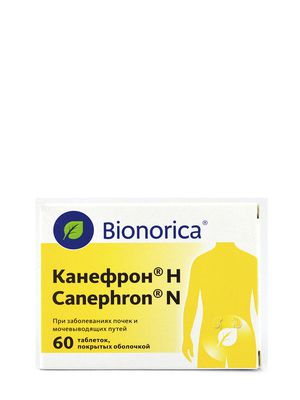 Bionorica®
Канефрон® Н
Canephron® N
При заболеваниях почек и
мочевыводящих путей
60 таблеток,
покрытых оболочкой